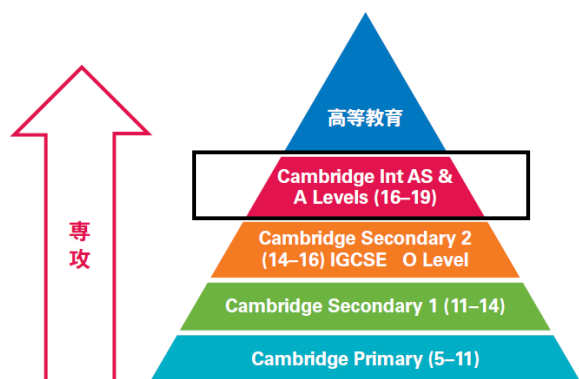 高等教育
Cambridge Int AS &
A Levels (16–19)
Cambridge Secondary 2
(14–16) IGCSE O Level
Cambridge Secondary 1 (11–14)
Cambridge Primary (5–11)
専攻